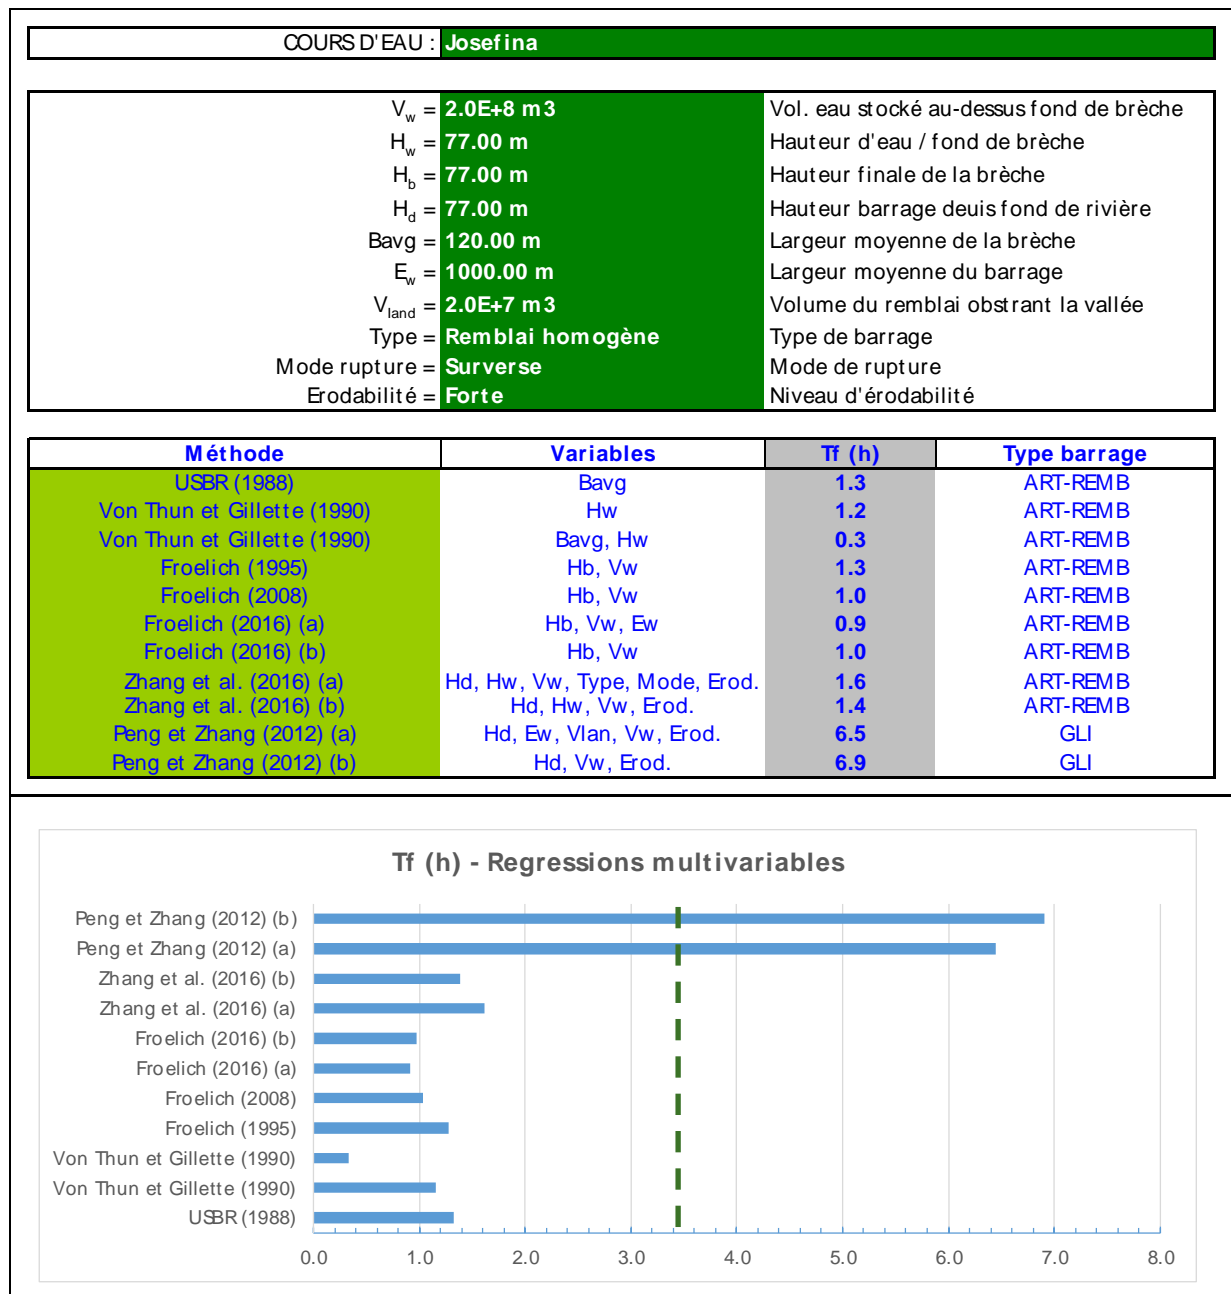 COURS D'EAU : Josefina
Vw = 2.0E+8 m3 Vol. eau stocké au-dessus fond de brèche
Hw = 77.00 m Hauteur d'eau / fond de brèche
Hb = 77.00 m Hauteur finale de la brèche
Hd = 77.00 m Hauteur barrage deuis fond de rivière
Bavg = 120.00 m Largeur moyenne de la brèche
Ew = 1000.00 m Largeur moyenne du barrage
Vland = 2.0E+7 m3 Volume du remblai obstrant la vallée
Type = Remblai homogène Type de barrage
Mode rupture = Surverse Mode de rupture
Erodabilité = Forte Niveau d'érodabilité
Méthode Variables Tf (h) Type barrage
USBR (1988) Bavg 1.3 ART-REMB
Von Thun et Gillette (1990) Hw 1.2 ART-REMB
Von Thun et Gillette (1990) Bavg, Hw 0.3 ART-REMB
Froelich (1995) Hb, Vw 1.3 ART-REMB
Froelich (2008) Hb, Vw 1.0 ART-REMB
Froelich (2016) (a) Hb, Vw, Ew 0.9 ART-REMB
Froelich (2016) (b) Hb, Vw 1.0 ART-REMB
Zhang et al. (2016) (a) Hd, Hw, Vw, Type, Mode, Erod. 1.6 ART-REMB
Zhang et al. (2016) (b) Hd, Hw, Vw, Erod. 1.4 ART-REMB
Peng et Zhang (2012) (a) Hd, Ew, Vlan, Vw, Erod. 6.5 GLI
Peng et Zhang (2012) (b) Hd, Vw, Erod. 6.9 GLI
Tf (h) - Regressions multivariables
Peng et Zhang (2012) (b)
Peng et Zhang (2012) (a)
Zhang et al. (2016) (b)
Zhang et al. (2016) (a)
Froelich (2016) (b)
Froelich (2016) (a)
Froelich (2008)
Froelich (1995)
Von Thun et Gillette (1990)
Von Thun et Gillette (1990)
USBR (1988)
0.0 1.0 2.0 3.0 4.0 5.0 6.0 7.0 8.0